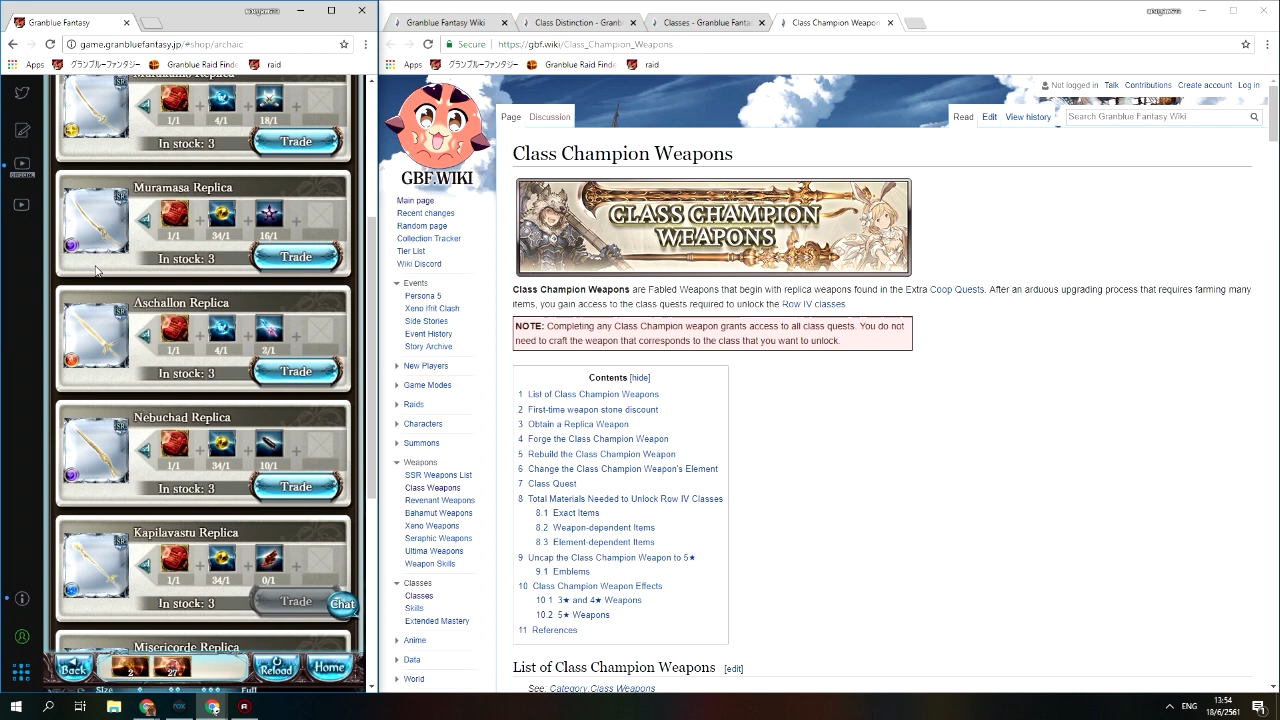 Granblue Fantasy
game.granbluefantasy.jp/#shop/archaic
Apps グランブルーファンタジー Granblue Raid Finde raid
1/1 4/1 18/1
In stock: 3 Trade
Muramasa Replica
1/1 34/1 16/1
In stock: 3 Trade
Aschallon Replica
1/1 4/1 2/1
In stock: 3 Trade
Nebuchad Replica
1/1 34/1 10/1
In stock: 3 Trade
Kapilavastu Replica
1/1 34/1 0/1
In stock: 3 Trade
Chat
Misericorde Replica
Back 2 27 Reload Home
Size Full
Granblue Fantasy Wiki Class Distinction - Granb Classes - Granblue Fantas Class Champion Weapon
Secure https://gbf.wiki/Class_Champion_Weapons
Apps グランブルーファンタジー Granblue Raid Finde raid
Not logged in Talk Contributions Create account Log in
Page Discussion Read Edit View history Search Granblue Fantasy Wiki
GBF.WIKI
Main page
Recent changes
Random page
Collection Tracker
Tier List
Wiki Discord
Events
Persona 5
Xeno Ifrit Clash
Side Stories
Event History
Story Archive
New Players
Game Modes
Raids
Characters
Summons
Weapons
SSR Weapons List
Class Weapons
Revenant Weapons
Bahamut Weapons
Xeno Weapons
Seraphic Weapons
Ultima Weapons
Weapon Skills
Classes
Classes
Skills
Extended Mastery
Anime
Data
World
Class Champion Weapons
CLASS CHAMPION
WEAPONS
Class Champion Weapons are Fabled Weapons that begin with replica weapons found in the Extra Coop Quests. After an arduous upgrading process that requires farming many
items, you gain access to the class quests required to unlock the Row IV classes.
NOTE: Completing any Class Champion weapon grants access to all class quests. You do not
need to craft the weapon that corresponds to the class that you want to unlock.
Contents [hide]
1 List of Class Champion Weapons
2 First-time weapon stone discount
3 Obtain a Replica Weapon
4 Forge the Class Champion Weapon
5 Rebuild the Class Champion Weapon
6 Change the Class Champion Weapon's Element
7 Class Quest
8 Total Materials Needed to Unlock Row IV Classes
8.1 Exact Items
8.2 Weapon-dependent Items
8.3 Element-dependent Items
9 Uncap the Class Champion Weapon to 5★
9.1 Emblems
10 Class Champion Weapon Effects
10.1 3★ and 4★ Weapons
10.2 5★ Weapons
11 References
List of Class Champion Weapons [edit]
See: Category:Class Weapons
ENG 13:54
18/6/2561